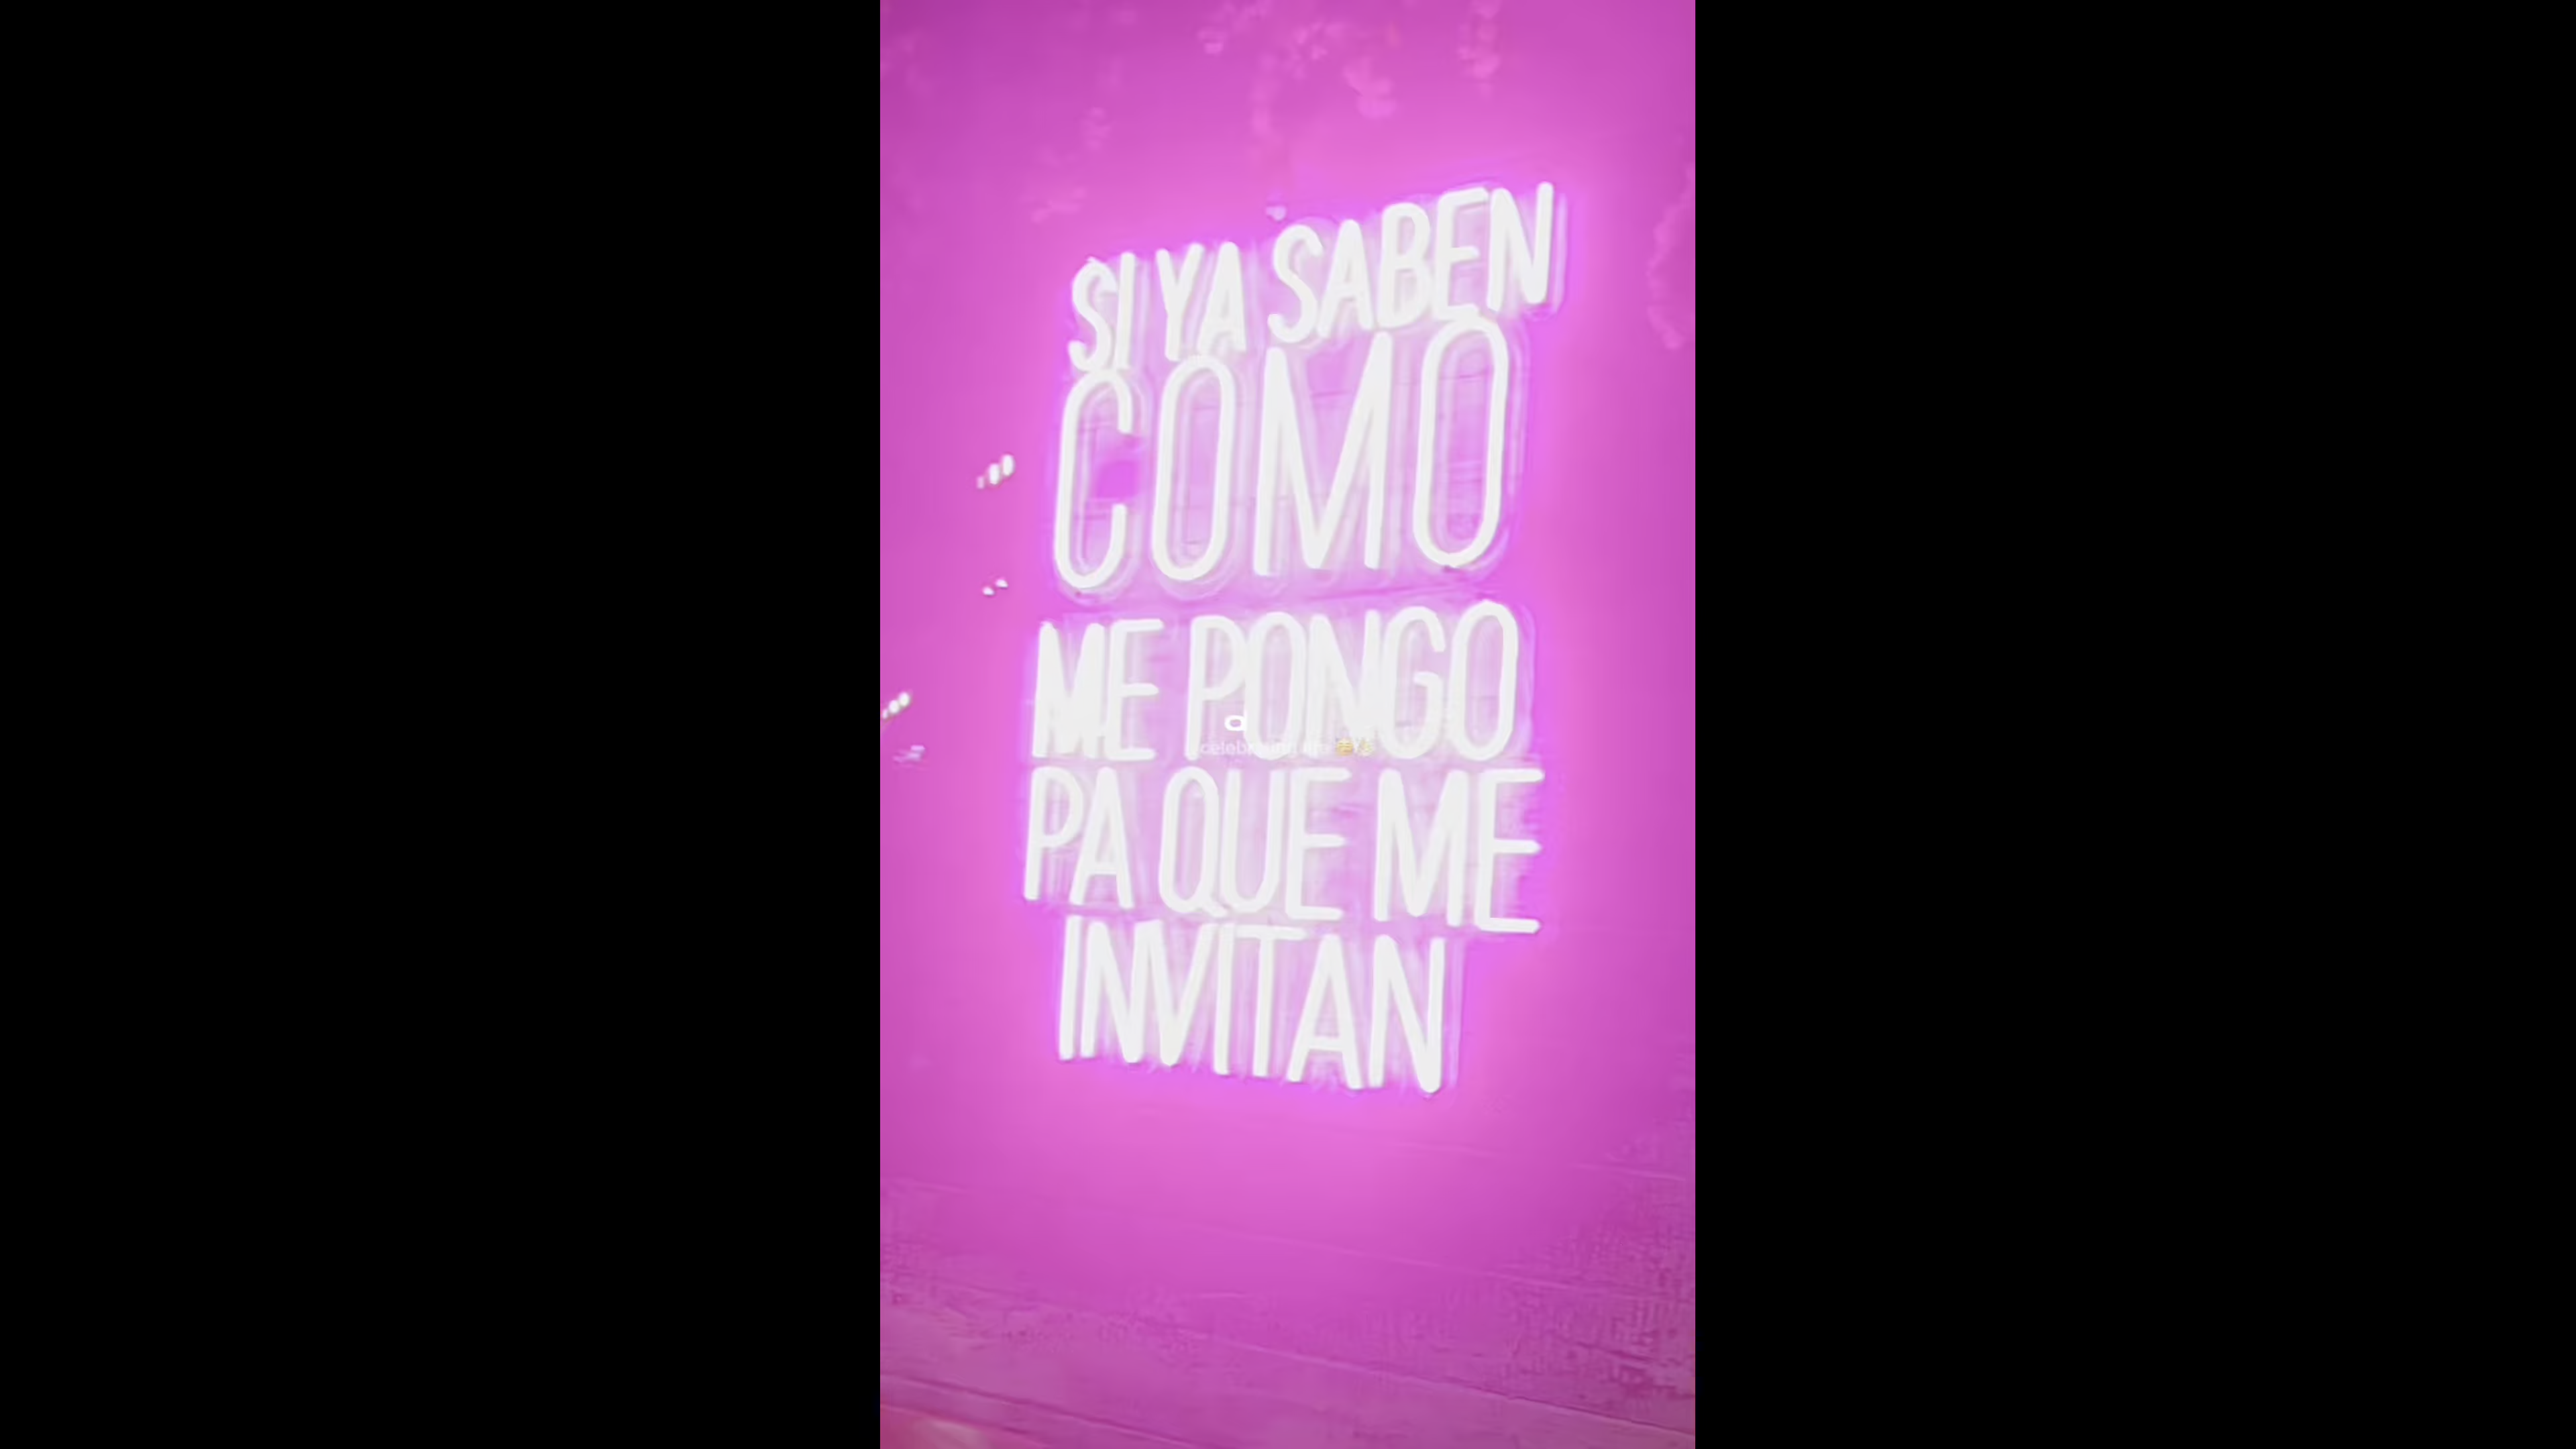 SI YA SABEN
COMO
ME PONGO
PA QUE ME
INVITAN